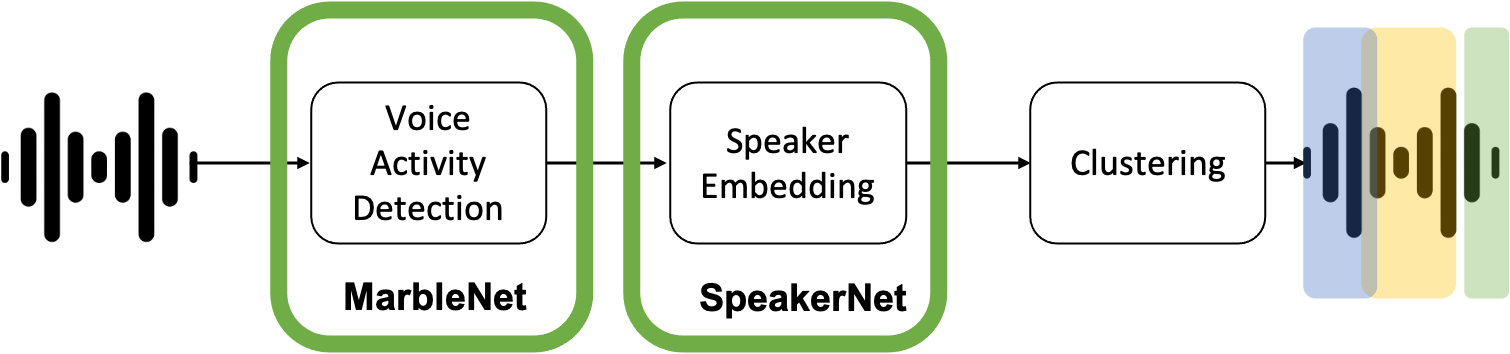 Voice
Activity
Detection
MarbleNet
Speaker
Embedding
SpeakerNet
Clustering